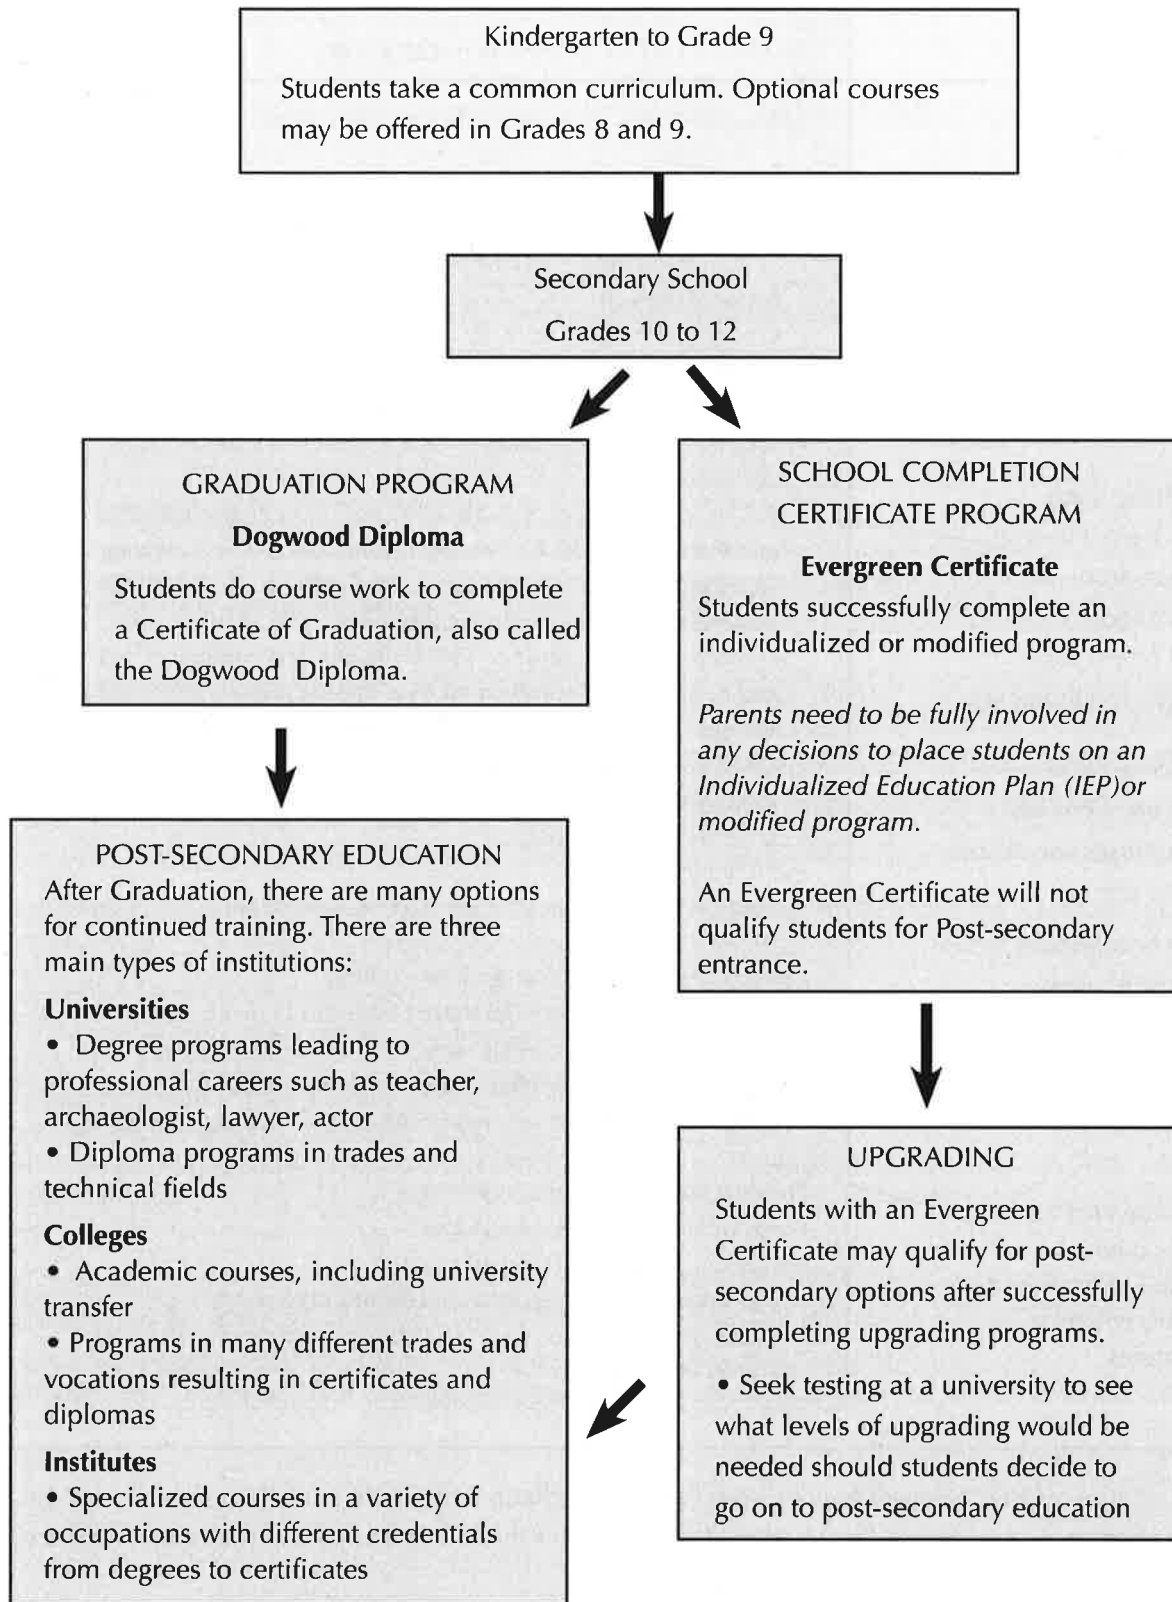 Kindergarten to Grade 9
Students take a common curriculum. Optional courses
may be offered in Grades 8 and 9.
Secondary School
Grades 10 to 12
GRADUATION PROGRAM
Dogwood Diploma
Students do course work to complete
a Certificate of Graduation, also called
the Dogwood Diploma.
SCHOOL COMPLETION
CERTIFICATE PROGRAM
Evergreen Certificate
Students successfully complete an
individualized or modified program.
Parents need to be fully involved in
any decisions to place students on an
Individualized Education Plan (IEP)or
modified program.
An Evergreen Certificate will not
qualify students for Post-secondary
entrance.
POST-SECONDARY EDUCATION
After Graduation, there are many options
for continued training. There are three
main types of institutions:
Universities
• Degree programs leading to
professional careers such as teacher,
archaeologist, lawyer, actor
• Diploma programs in trades and
technical fields
Colleges
• Academic courses, including university
transfer
• Programs in many different trades and
vocations resulting in certificates and
diplomas
Institutes
• Specialized courses in a variety of
occupations with different credentials
from degrees to certificates
UPGRADING
Students with an Evergreen
Certificate may qualify for post-
secondary options after successfully
completing upgrading programs.
• Seek testing at a university to see
what levels of upgrading would be
needed should students decide to
go on to post-secondary education